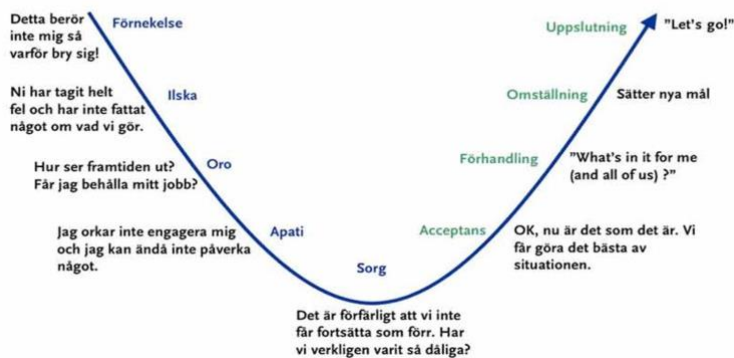 Detta berör
inte mig så
varför bry sig!
Förnekelse
Ni har tagit helt
fel och har inte fattat
något om vad vi gör.
Ilska
Hur ser framtiden ut?
Får jag behålla mitt jobb?
Oro
Jag orkar inte engagera mig
och jag kan ändå inte påverka
något.
Apati
Sorg
Det är förfärligt att vi inte
får fortsätta som förr. Har
vi verkligen varit så dåliga?
Acceptans
OK, nu är det som det är. Vi
får göra det bästa av
situationen.
Förhandling
"What's in it for me
(and all of us) ?"
Omställning
Sätter nya mål
Uppslutning
"Let's go!"